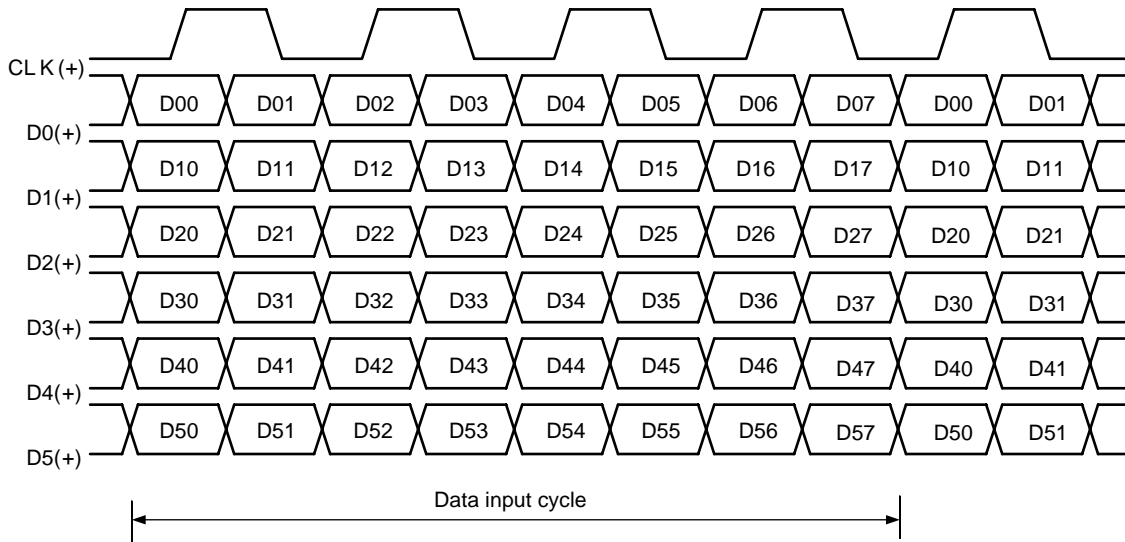 CLK(+)
D00 D01 D02 D03 D04 D05 D06 D07 D00 D01
D0(+)
D10 D11 D12 D13 D14 D15 D16 D17 D10 D11
D1(+)
D20 D21 D22 D23 D24 D25 D26 D27 D20 D21
D2(+)
D30 D31 D32 D33 D34 D35 D36 D37 D30 D31
D3(+)
D40 D41 D42 D43 D44 D45 D46 D47 D40 D41
D4(+)
D50 D51 D52 D53 D54 D55 D56 D57 D50 D51
D5(+)
Data input cycle